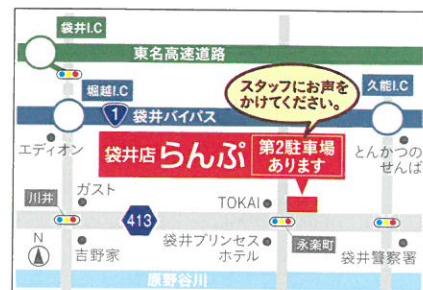 袋井I.C
東名高速道路
スタッフにお声を
かけてください。
堀越I.C
1
袋井バイパス
久能I.C
エディオン
袋井店 らんぷ
第2駐車場
あります
とんかつの
せんば
川井
ガスト
413
TOKAI
N
吉野家
袋井プリンセス
ホテル
永楽町
袋井警察署
原野谷川